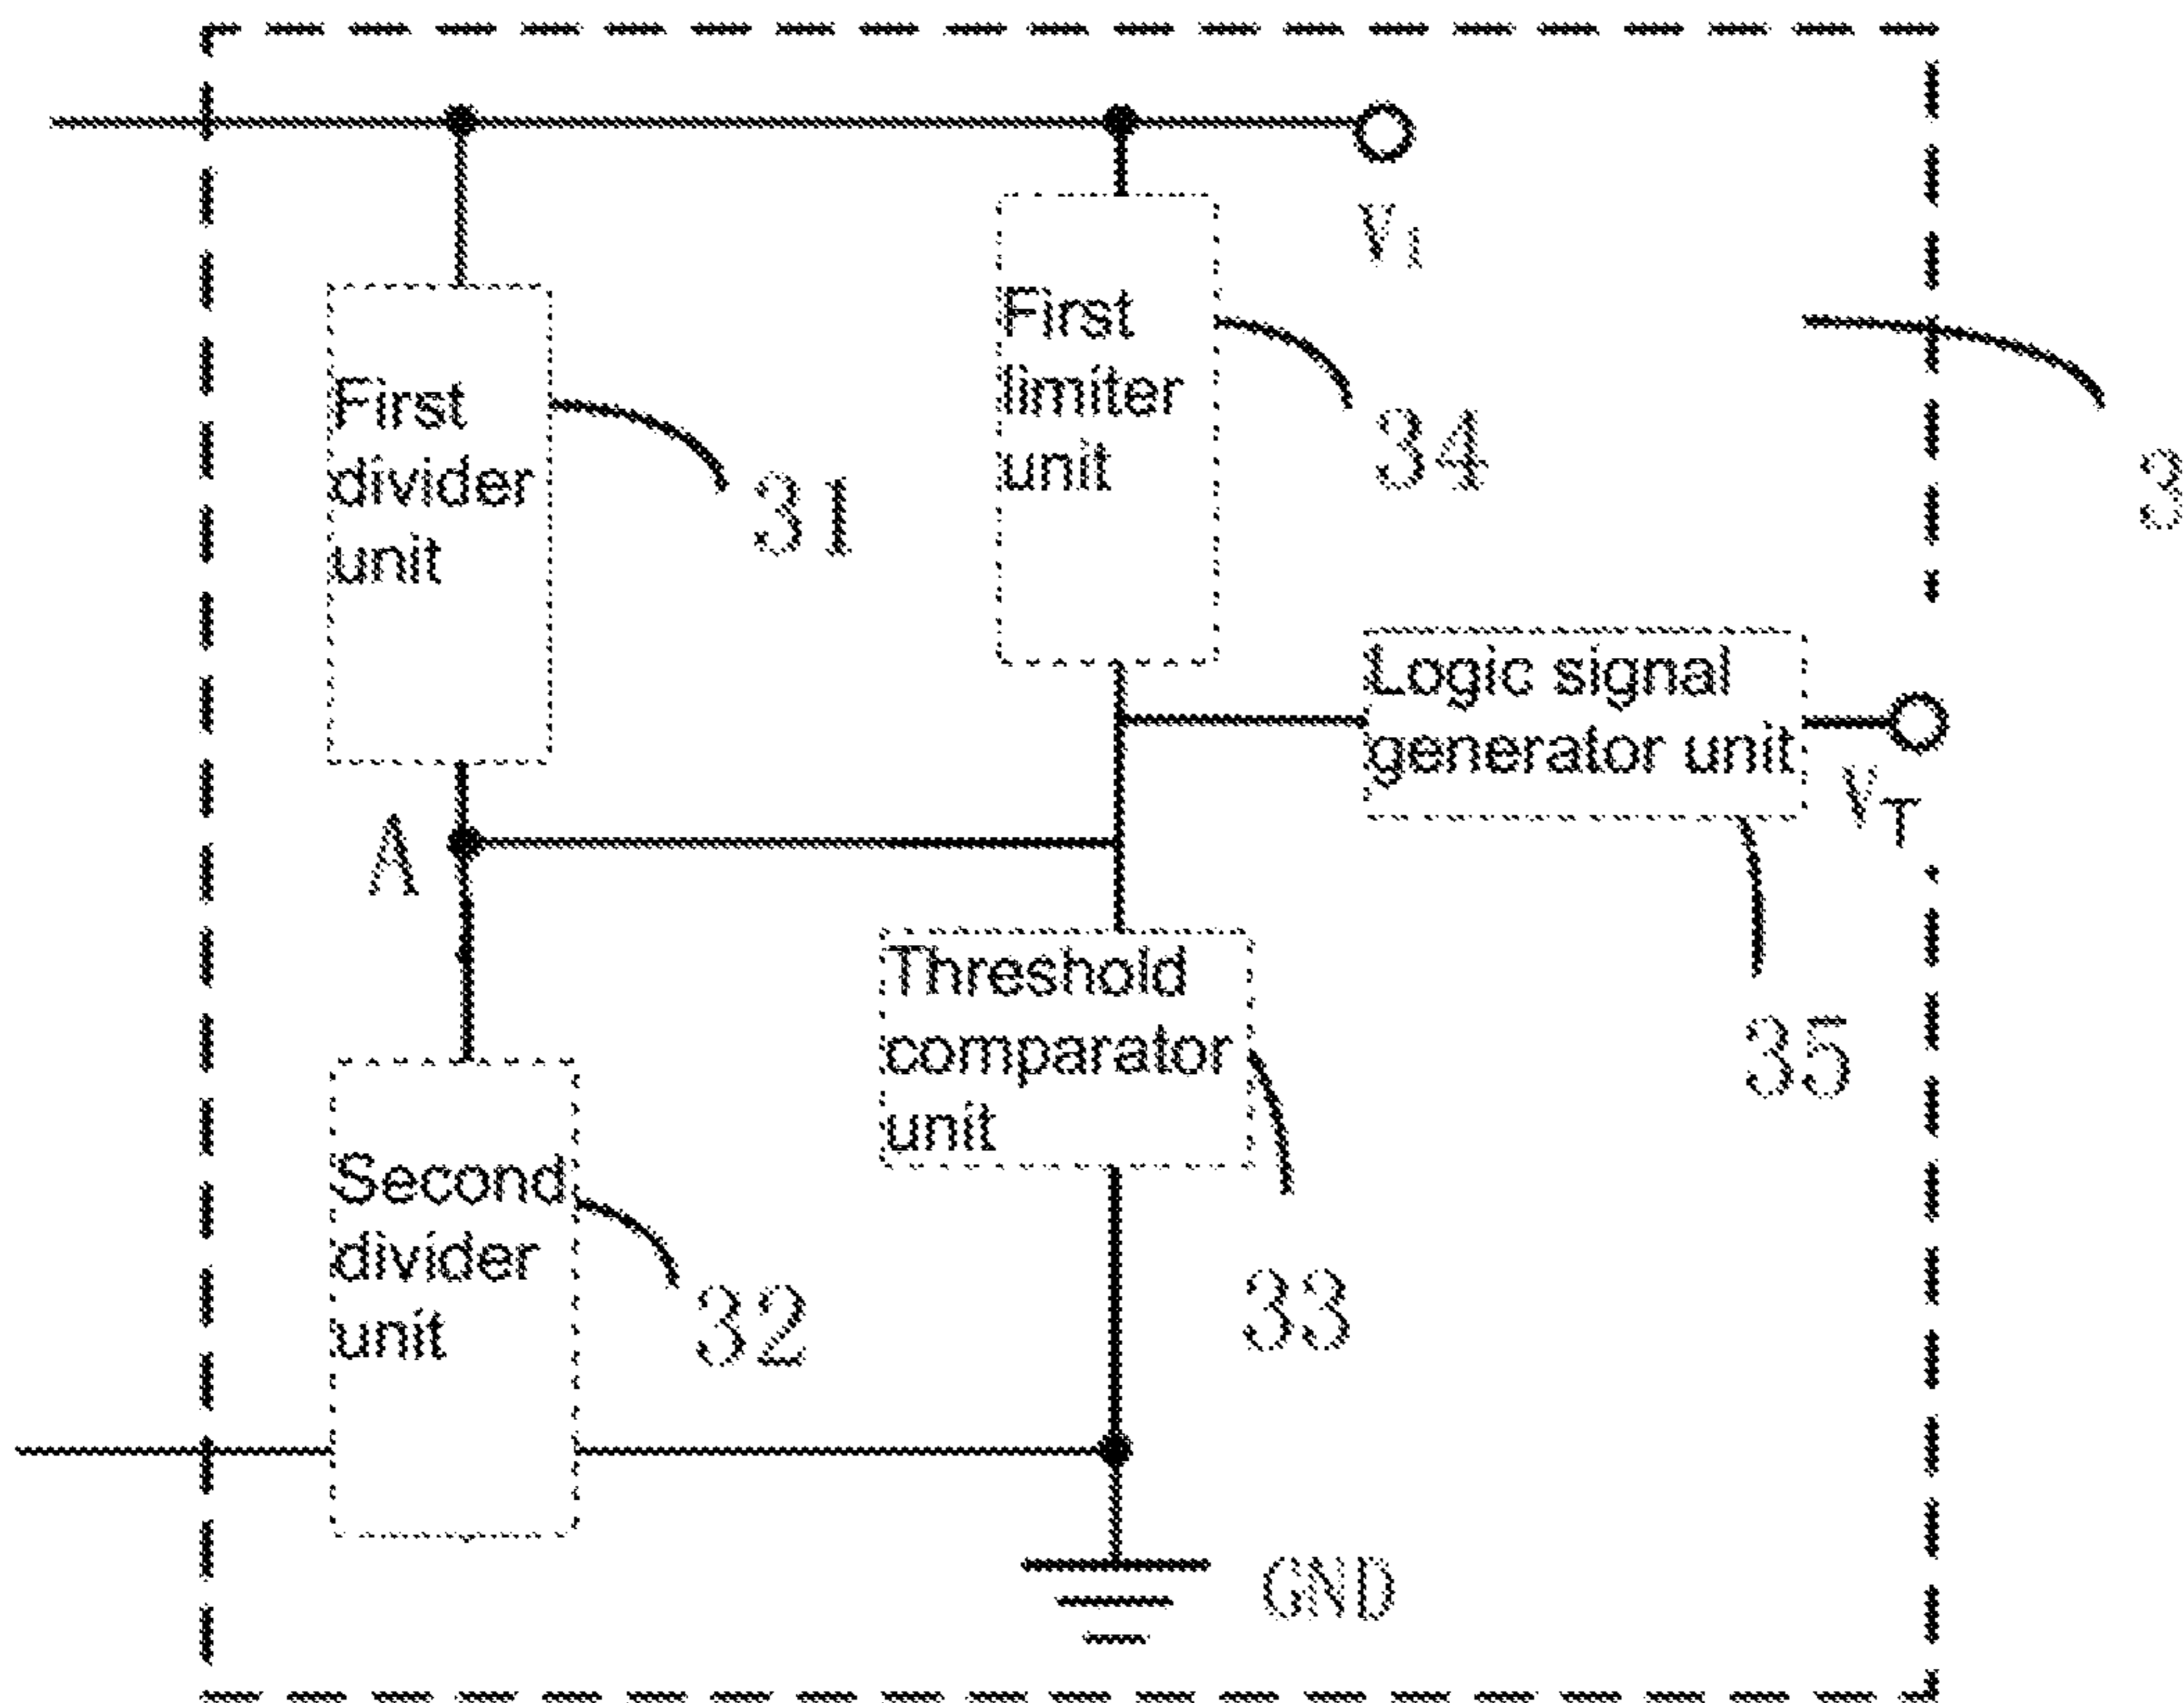 V1
First
limiter
unit
34
3
First
divider
unit
31
Logic signal
generator unit
VT
A
Threshold
comparator
unit
35
Second
divider
unit
32
33
GND